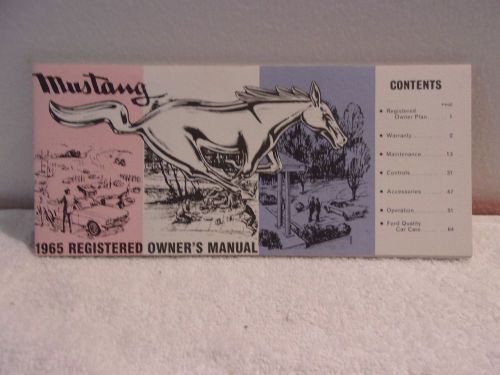 mustang
1965 REGISTERED OWNER'S MANUAL
CONTENTS
PAGE
• Registered
Owner Plan.... 1
• Warranty........... 2
• Maintenance...... 13
• Controls........... 31
• Accessories....... 47
• Operation.......... 51
• Ford Quality
Car Care..... 64